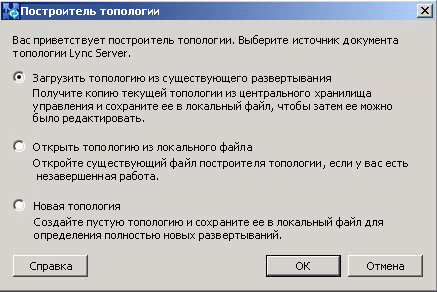 Построитель топологии
Вас приветствует построитель топологии. Выберите источник документа
топологии Lync Server.
Загрузить топологию из существующего развертывания
Получите копию текущей топологии из центрального хранилища
управления и сохраните ее в локальный файл, чтобы затем ее можно
было редактировать.
Открыть топологию из локального файла
Откройте существующий файл построителя топологии, если у вас есть
незавершенная работа.
Новая топология
Создайте пустую топологию и сохраните ее в локальный файл для
определения полностью новых развертываний.
Справка
ОК
Отмена